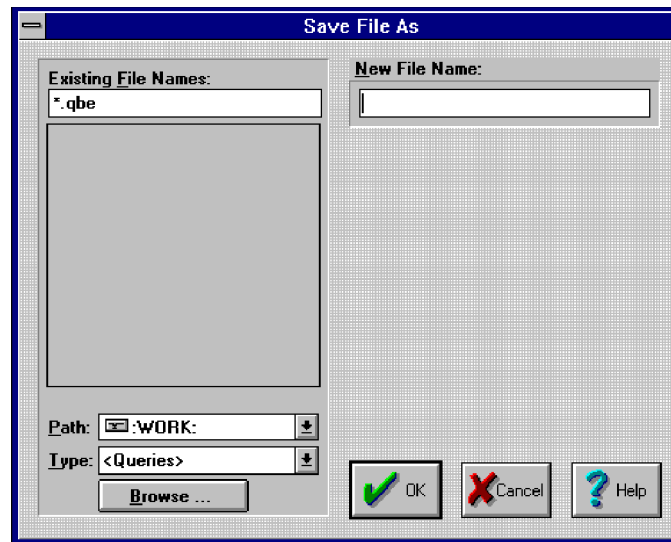 Save File As
Existing File Names:
*.qbe
New File Name:
Path: :WORK:
Type: <Queries>
Browse ...
OK
Cancel
Help